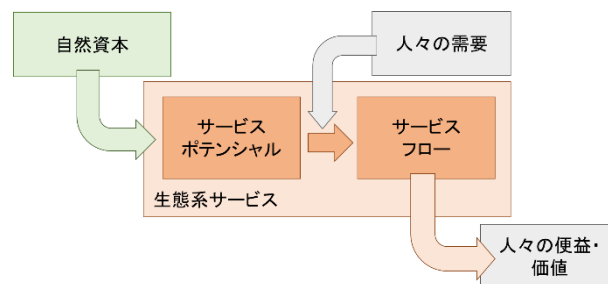 自然資本
人々の需要
サービス
ポテンシャル
サービス
フロー
生態系サービス
人々の便益・
価値